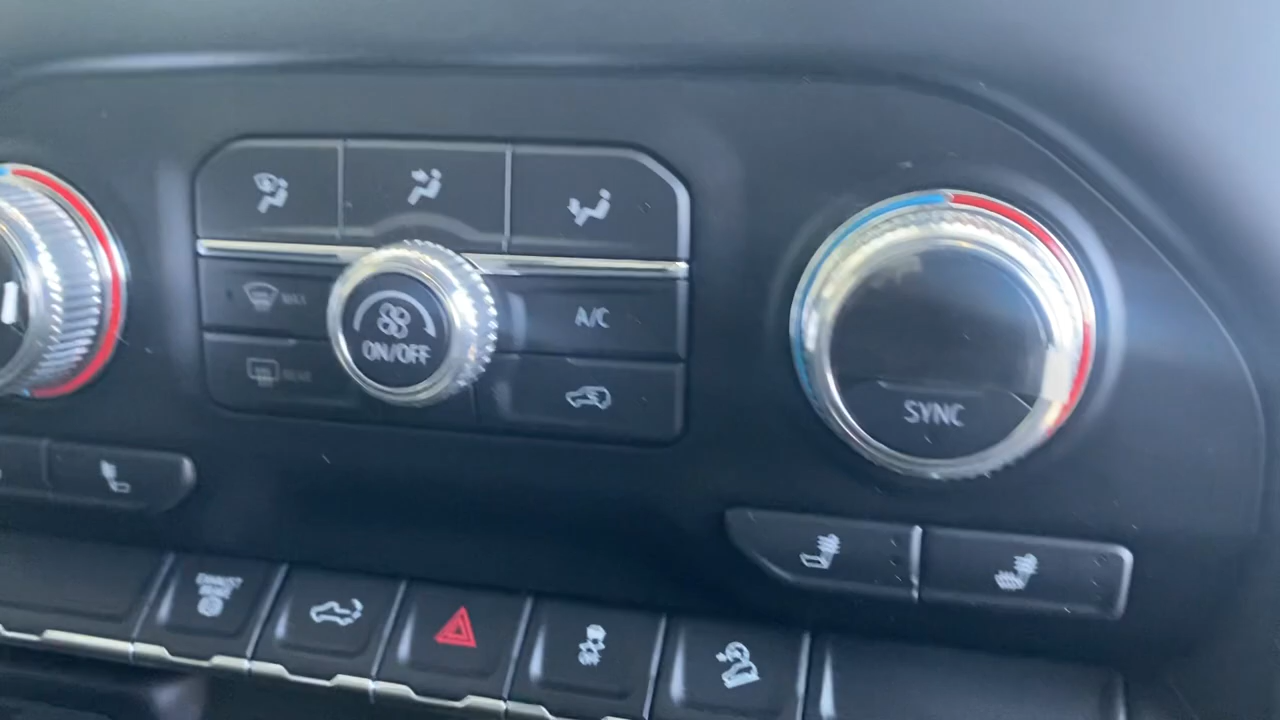 MAX
A/C
ON/OFF
REAR
SYNC
EXHAUST
BRAKE